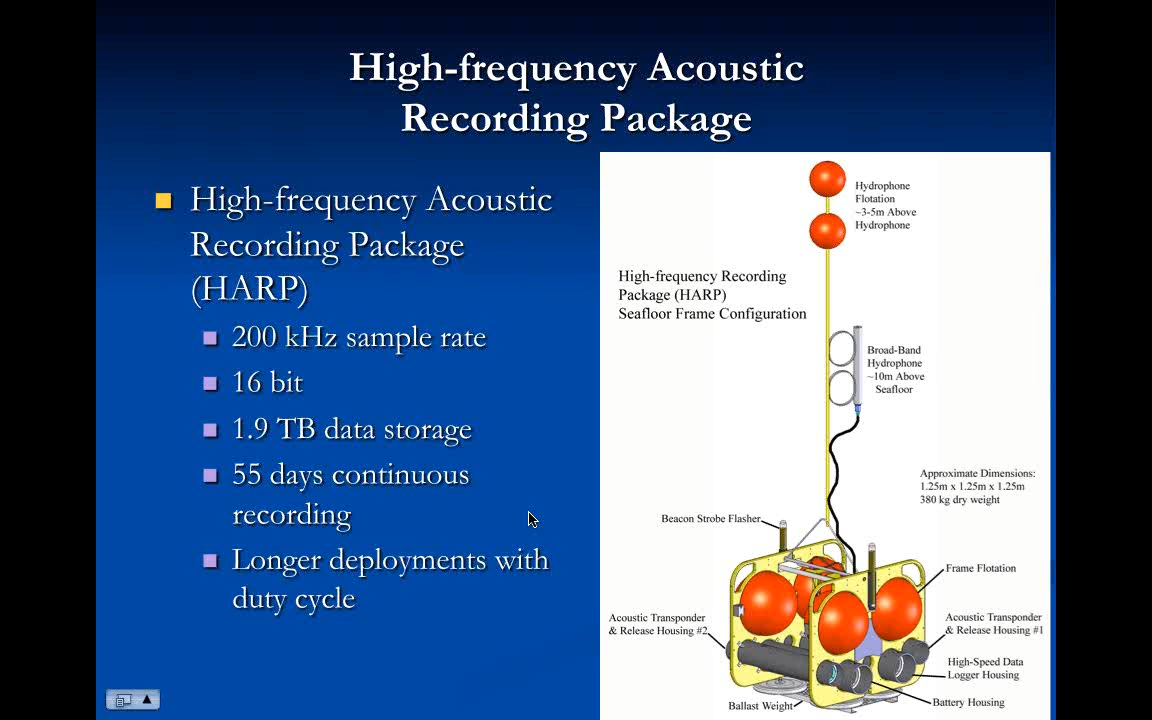 High-frequency Acoustic
Recording Package
High-frequency Acoustic
Recording Package
(HARP)
200 kHz sample rate
16 bit
1.9 TB data storage
55 days continuous
recording
Longer deployments with
duty cycle
Hydrophone
Flotation
~3-5m Above
Hydrophone
High-frequency Recording
Package (HARP)
Seafloor Frame Configuration
Broad-Band
Hydrophone
~10m Above
Seafloor
Approximate Dimensions:
1.25m x 1.25m x 1.25m
380 kg dry weight
Beacon Strobe Flasher
Frame Flotation
Acoustic Transponder
& Release Housing #2
Acoustic Transponder
& Release Housing #1
High-Speed Data
Logger Housing
Battery Housing
Ballast Weight